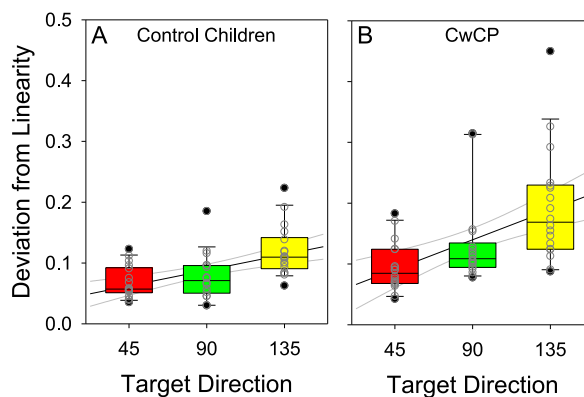 A Control Children
B CwCP
Deviation from Linearity
0.5
0.4
0.3
0.2
0.1
0.0
45 90 135
45 90 135
Target Direction
Target Direction